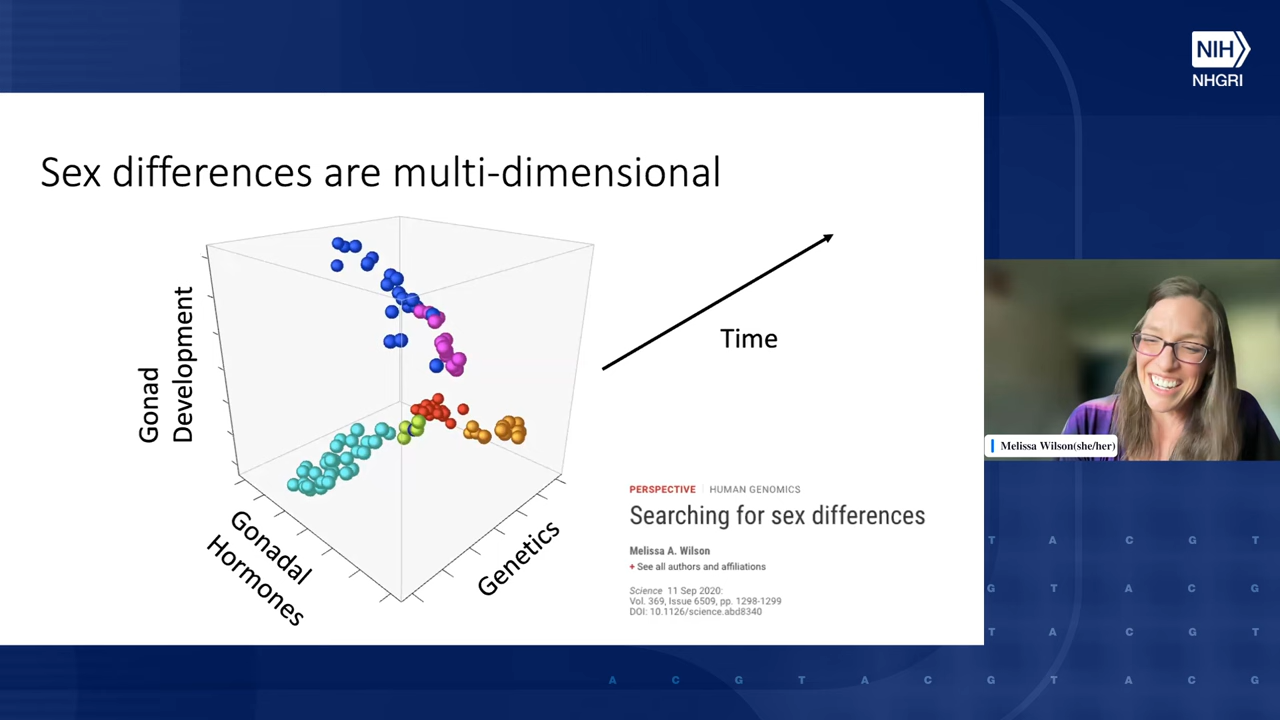 NIH
NHGRI
Sex differences are multi-dimensional
Gonad
Development
Gonadal
Hormones
Genetics
Time
PERSPECTIVE HUMAN GENOMICS
Searching for sex differences
Melissa A. Wilson
+ See all authors and affiliations
Science 11 Sep 2020:
Vol. 369, Issue 6509, pp. 1298-1299
DOI: 10.1126/science.abd8340
Melissa Wilson(she/her)
T A C G T
G T A C G
T A C G T
A C G T A C G T A C G